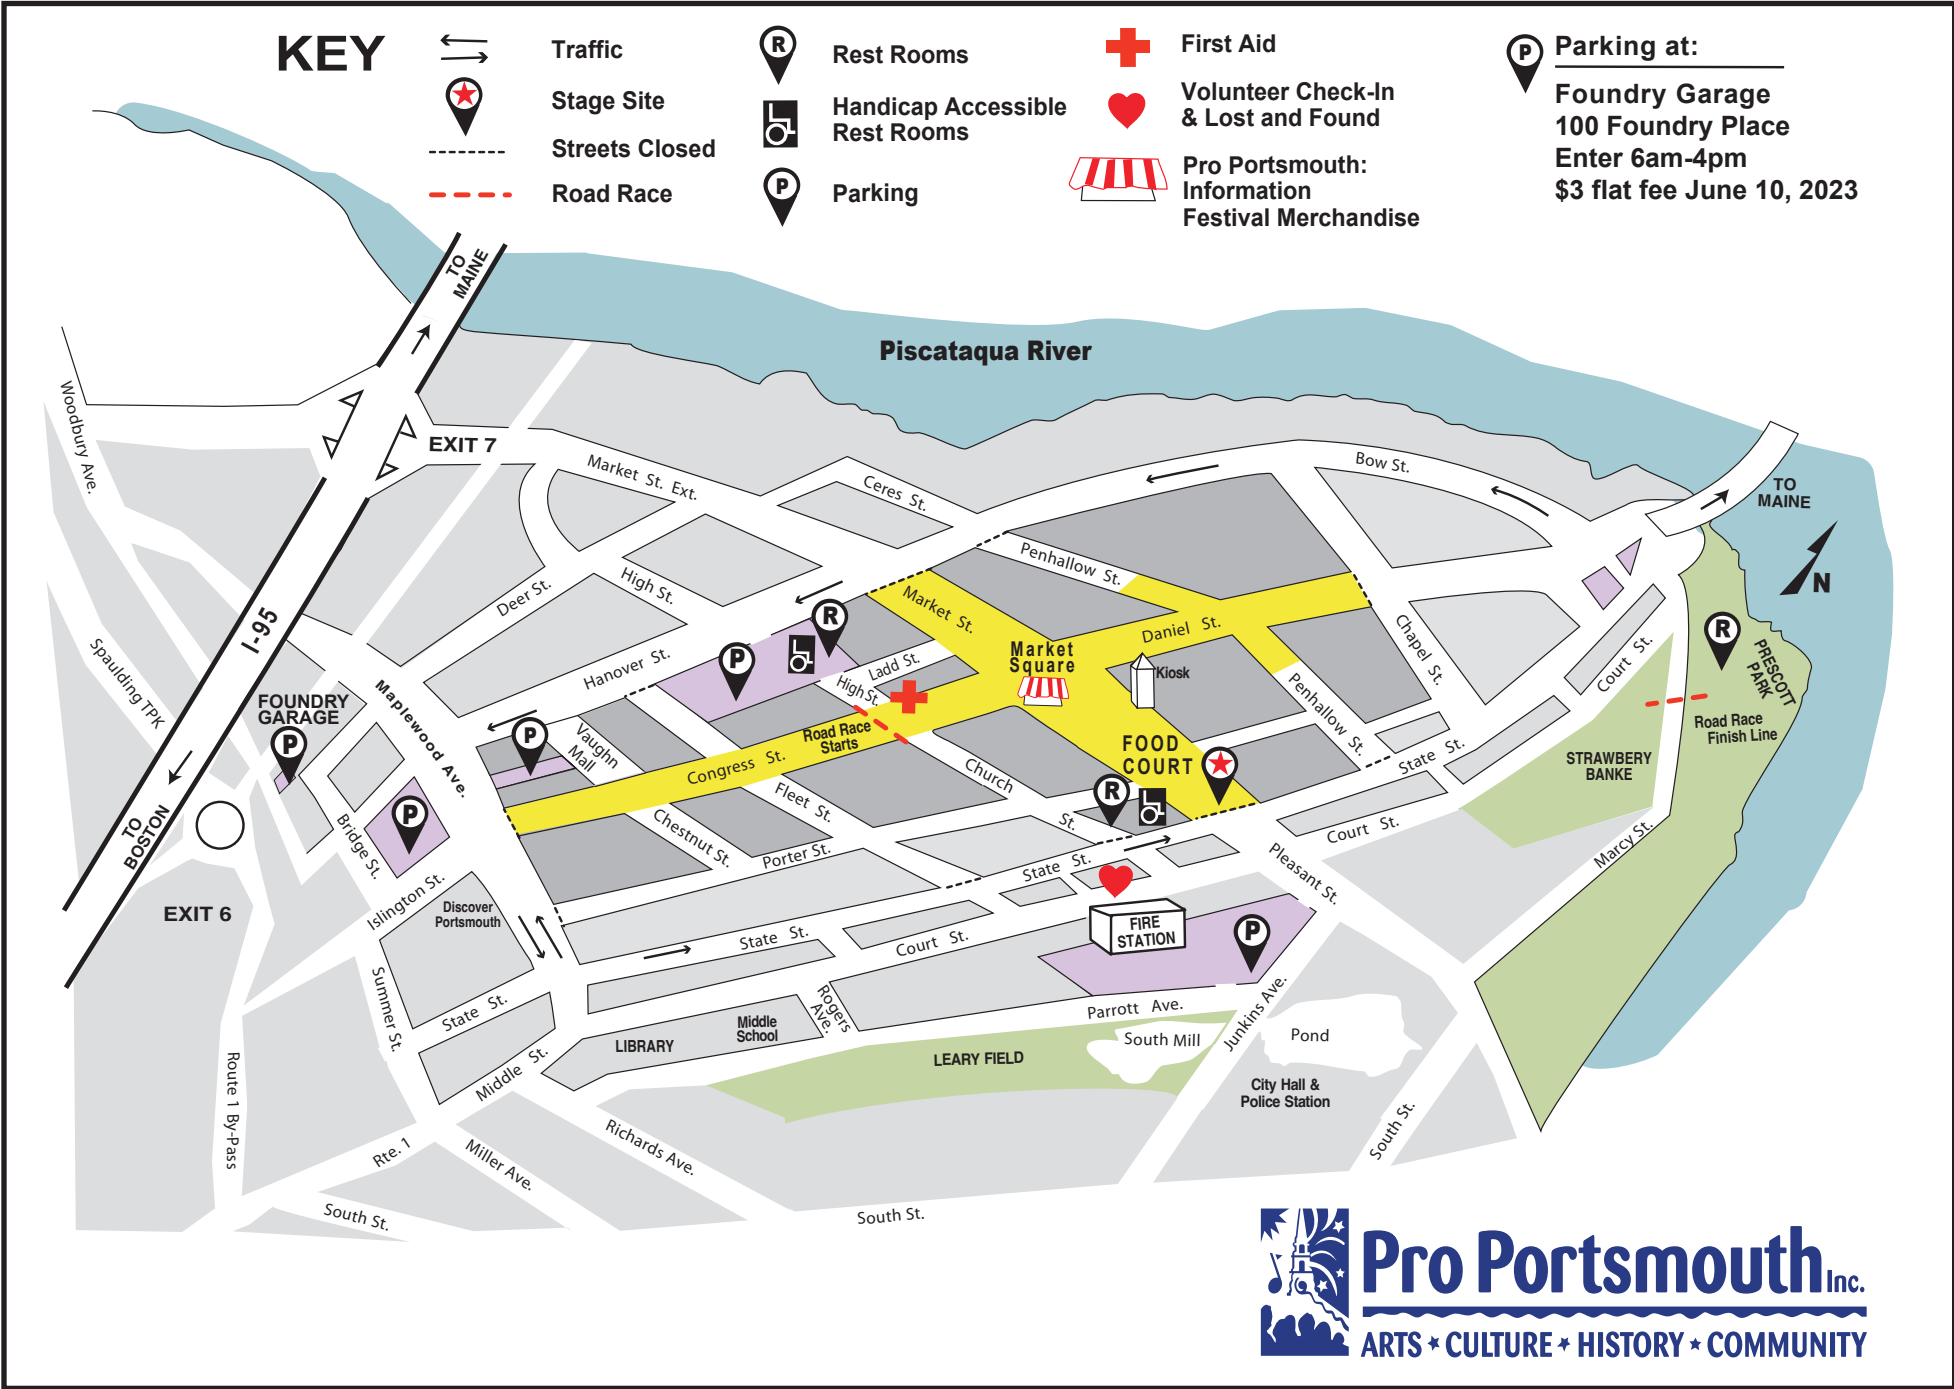 KEY
Traffic
Stage Site
Streets Closed
Road Race
R
Rest Rooms
Handicap Accessible
Rest Rooms
P
Parking
First Aid
Volunteer Check-In
& Lost and Found
Pro Portsmouth:
Information
Festival Merchandise
P
Parking at:
Foundry Garage
100 Foundry Place
Enter 6am-4pm
$3 flat fee June 10, 2023
TO
MAINE
Piscataqua River
Woodbury Ave.
EXIT 7
Market St. Ext.
Ceres St.
Bow St.
TO
MAINE
N
Penhallow St.
Deer St.
High St.
Market St.
Daniel St.
Chapel St.
I-95
Spaulding TPK
Hanover St.
P
R
Ladd St.
High St.
Market
Square
Kiosk
Penhallow St.
Court St.
R
PRESCOTT
PARK
Road Race
Finish Line
STRAWBERY
BANKE
FOUNDRY
GARAGE
P
Maplewood Ave.
P
Vaughn
Mall
Road Race
Starts
Congress St.
FOOD
COURT
State St.
Church
St.
Fleet St.
R
P
TO
BOSTON
Bridge St.
Chestnut St.
Porter St.
Court St.
Marcy St.
State St.
Pleasant St.
Islington St.
EXIT 6
Discover
Portsmouth
FIRE
STATION
P
State St.
Court St.
Summer St.
State St.
Rogers
Ave.
Parrott Ave.
Junkins Ave.
Middle
School
LIBRARY
South Mill
Pond
LEARY FIELD
Middle St.
City Hall &
Police Station
Route 1 By-Pass
Rte. 1
Miller Ave.
Richards Ave.
South St.
South St.
South St.
Pro Portsmouth Inc.
ARTS ★ CULTURE ★ HISTORY ★ COMMUNITY